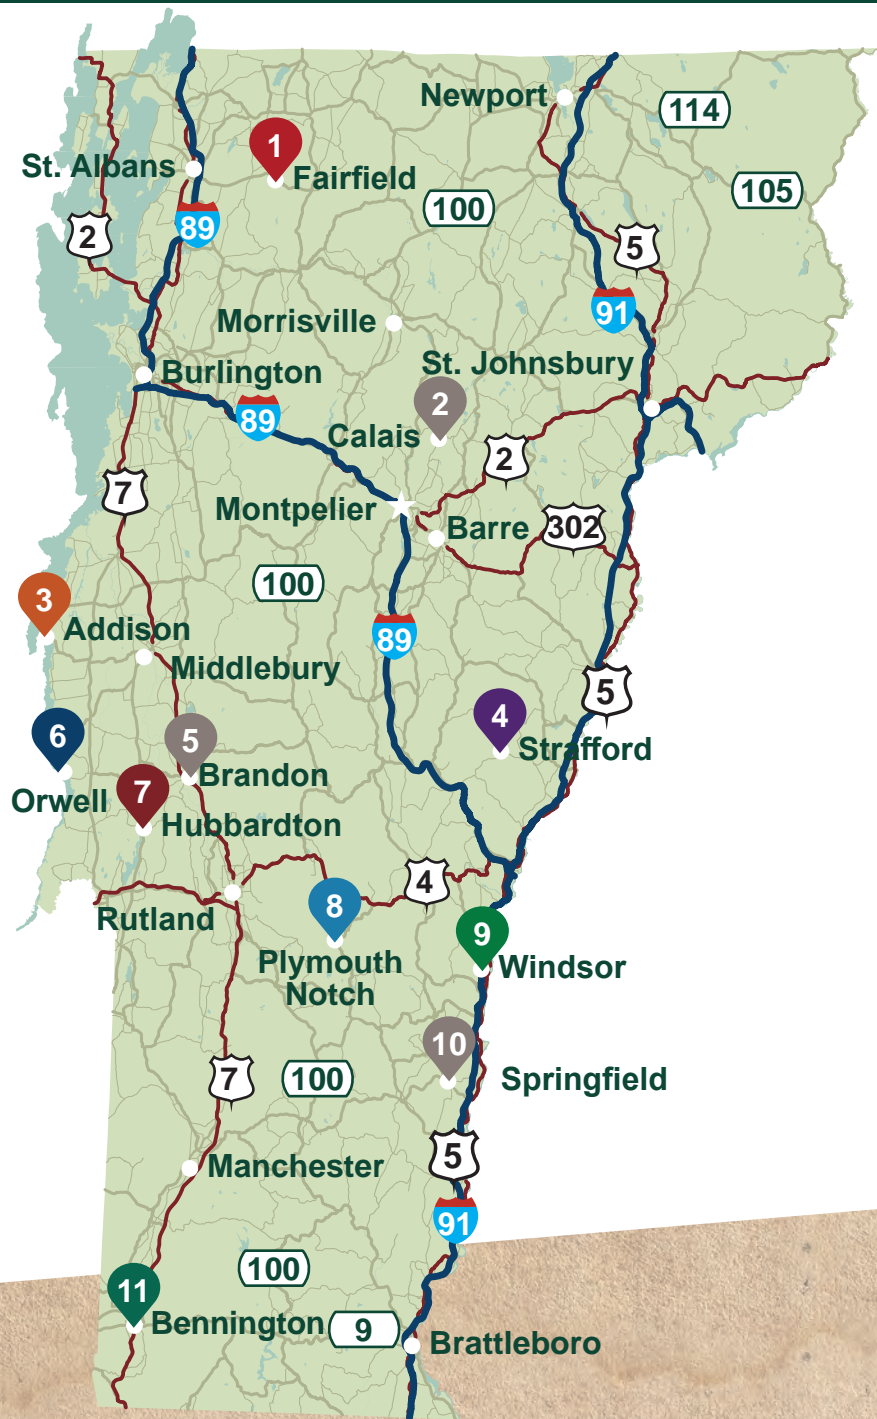 Newport
114
1
St. Albans
Fairfield
105
100
89
2
5
91
Morrisville
St. Johnsbury
Burlington
2
89
Calais
2
7
Montpelier
Barre
302
100
3
Addison
89
Middlebury
5
4
6
5
Strafford
Brandon
7
Orwell
Hubbardton
4
8
Rutland
9
Plymouth
Notch
Windsor
10
7
100
Springfield
5
Manchester
91
100
11
Bennington
9
Brattleboro